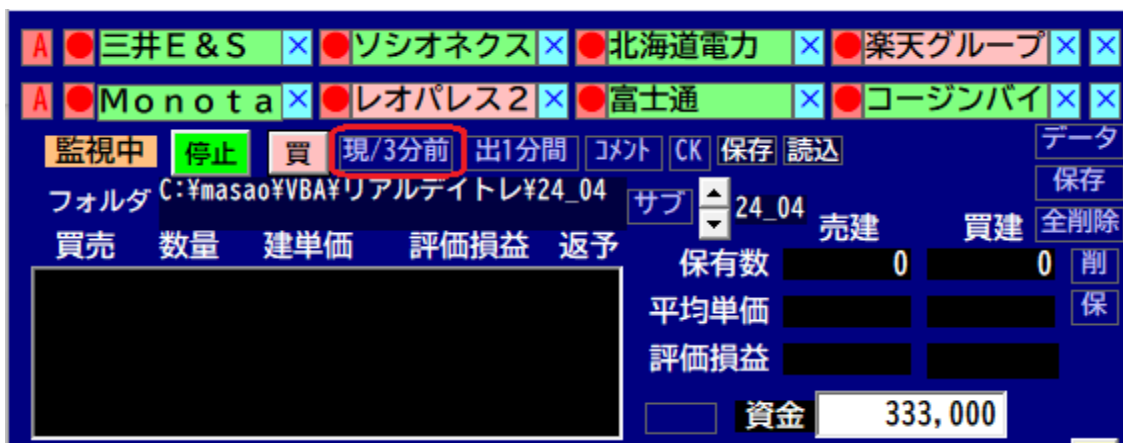 A ●三井E&S × ●ソシオネクス × ●北海道電力 × ●楽天グループ × ×
A ●Monota × ●レオパレス2 × ●富士通 × ●コージンバイ × ×
監視中 停止 買 現/3分前 出1分間 コメント CK 保存 読込 データ
フォルダ C:¥masao¥VBA¥リアルデイトレ¥24_04 サブ 24_04 保存
売建 買建 全削除
買売 数量 建単価 評価損益 返予
保有数 0 0 削
平均単価 保
評価損益
資金 333,000